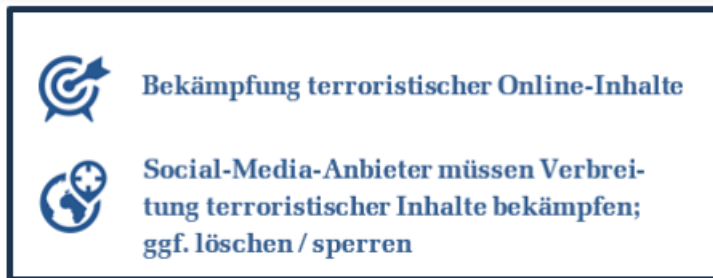 Bekämpfung terroristischer Online-Inhalte
Social-Media-Anbieter müssen Verbrei-
tung terroristischer Inhalte bekämpfen;
ggf. löschen / sperren